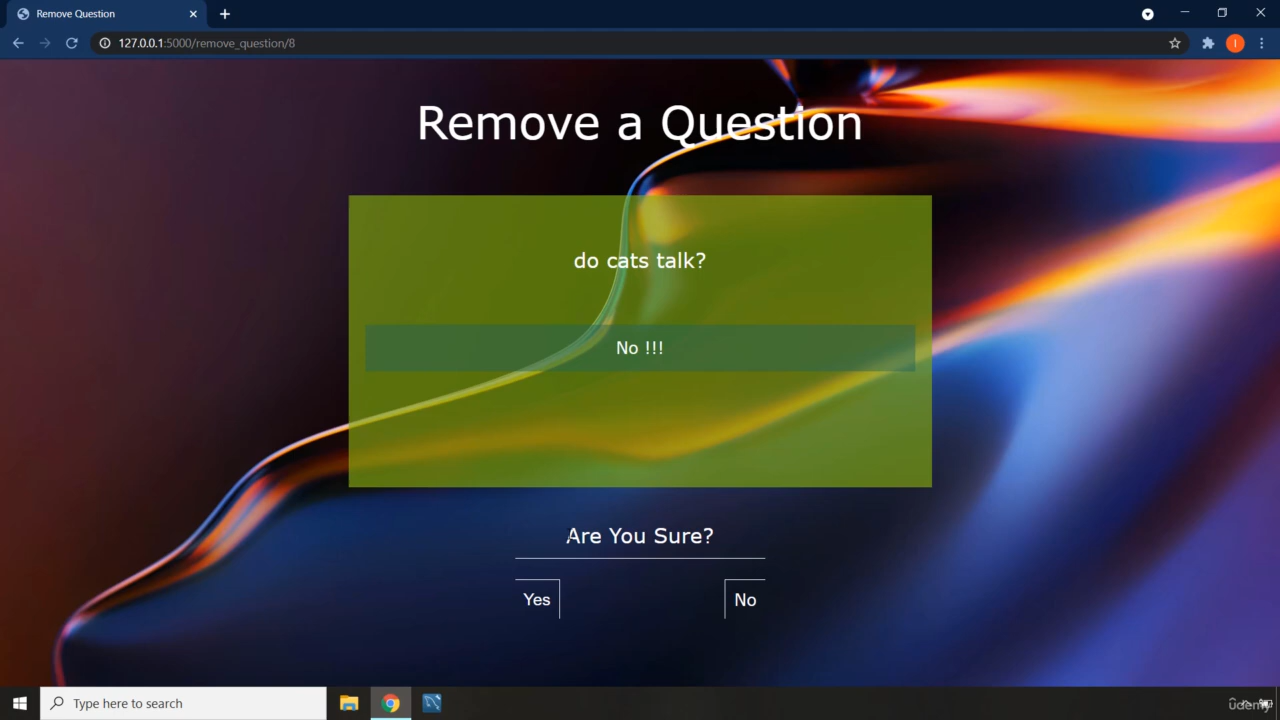 Remove Question
127.0.0.1:5000/remove_question/8
Remove a Question
do cats talk?
No !!!
Are You Sure?
Yes
No
Type here to search
udemy